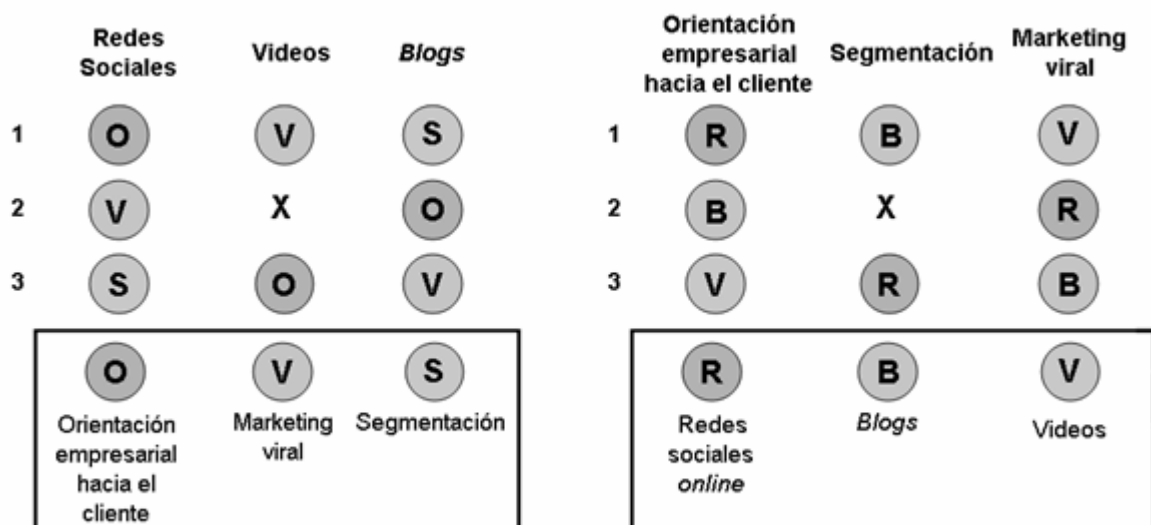 Redes Sociales Videos Blogs
1 O V S
2 V X O
3 S O V
O V S
Orientación empresarial hacia el cliente
Marketing viral
Segmentación
Orientación empresarial hacia el cliente
Segmentación
Marketing viral
1 R B V
2 B X R
3 V R B
R B V
Redes sociales online
Blogs
Videos